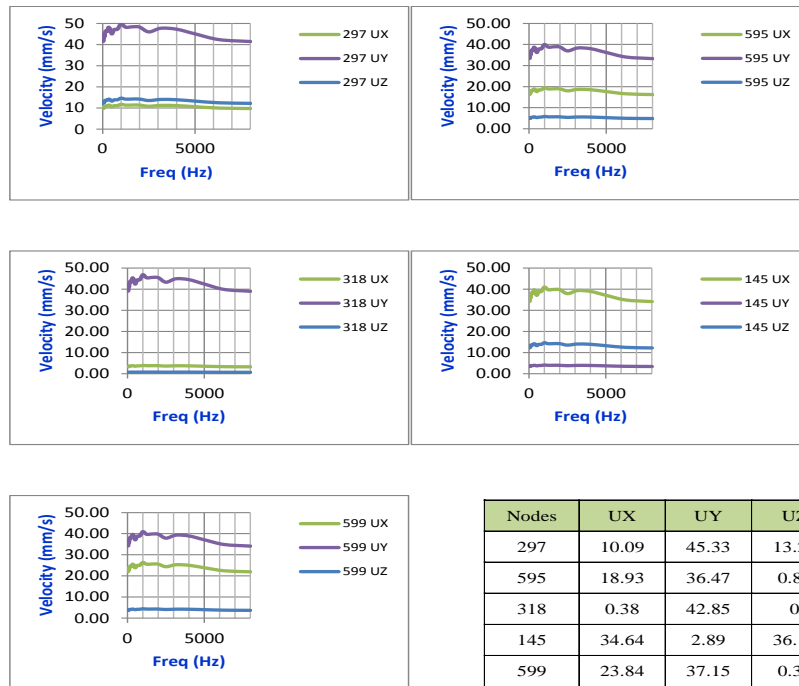 50
40
30
20
10
0
0 5000
Velocity (mm/s)
Freq (Hz)
297 UX
297 UY
297 UZ
50.00
40.00
30.00
20.00
10.00
0.00
0 5000
Velocity (mm/s)
Freq (Hz)
595 UX
595 UY
595 UZ
50.00
40.00
30.00
20.00
10.00
0.00
0 5000
Velocity (mm/s)
Freq (Hz)
318 UX
318 UY
318 UZ
50.00
40.00
30.00
20.00
10.00
0.00
0 5000
Velocity (mm/s)
Freq (Hz)
145 UX
145 UY
145 UZ
50.00
40.00
30.00
20.00
10.00
0.00
0 5000
Velocity (mm/s)
Freq (Hz)
599 UX
599 UY
599 UZ
Nodes UX UY UZ
297 10.09 45.33
595 18.93 36.47
318 0.38 42.85
145 34.64 2.89
599 23.84 37.15